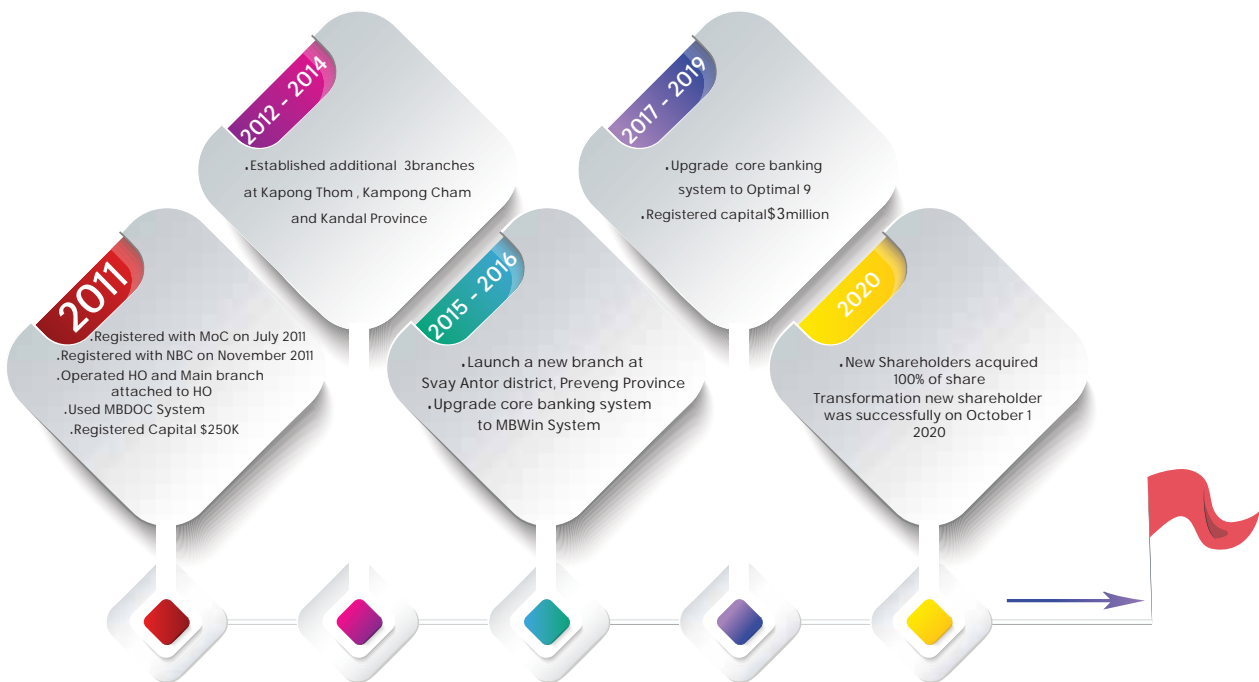 2011
.Registered with MoC on July 2011
.Registered with NBC on November 2011
.Operated HO and Main branch
attached to HO
.Used MBDOC System
.Registered Capital $250K
2012 - 2014
.Established additional 3branches
at Kapong Thom , Kampong Cham
and Kandal Province
2015 - 2016
.Launch a new branch at
Svay Antor district, Preveng Province
.Upgrade core banking system
to MBWin System
2017 - 2019
.Upgrade core banking
system to Optimal 9
.Registered capital$3million
2020
.New Shareholders acquired
100% of share
Transformation new shareholder
was successfully on October 1
2020